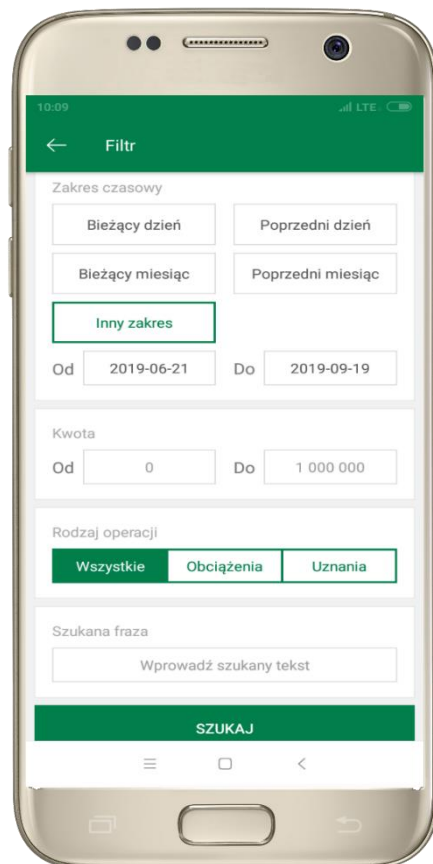 10:09 LTE
Filtr
Zakres czasowy
Bieżący dzień Poprzedni dzień
Bieżący miesiąc Poprzedni miesiąc
Inny zakres
Od 2019-06-21 Do 2019-09-19
Kwota
Od 0 Do 1 000 000
Rodzaj operacji
Wszystkie Obciążenia Uznania
Szukana fraza
Wprowadź szukany tekst
SZUKAJ